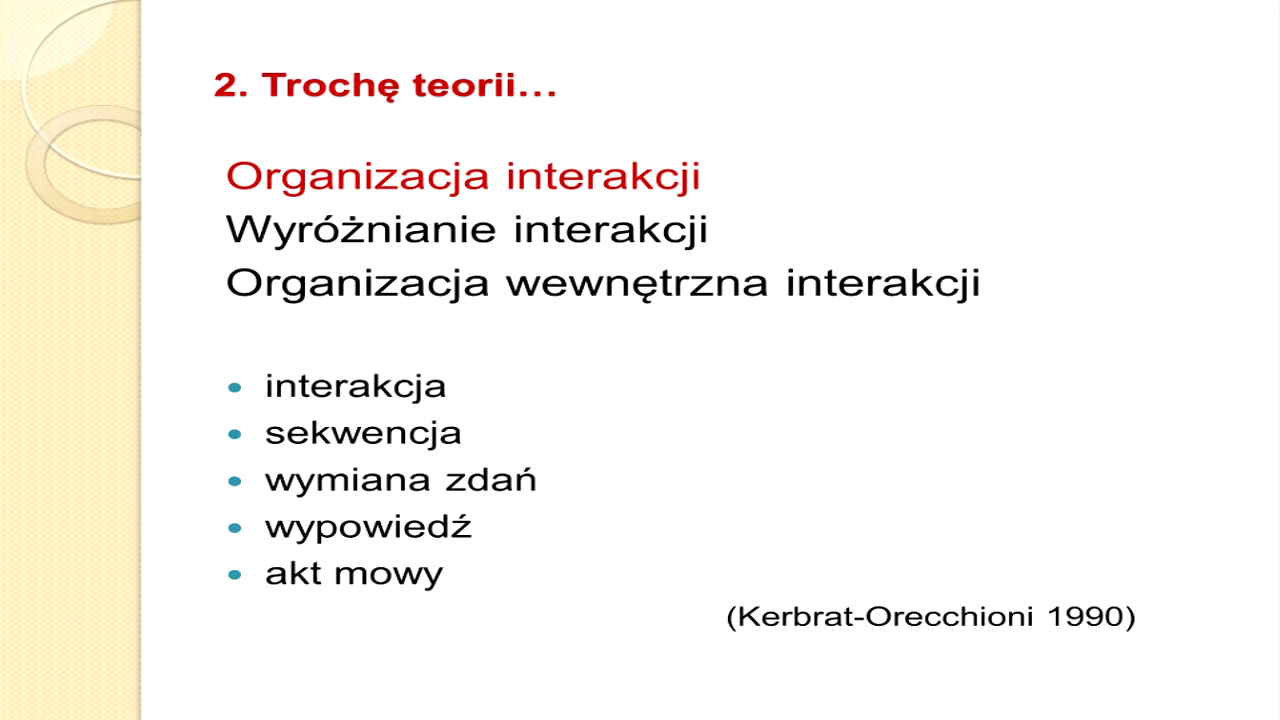 2. Trochę teorii…
Organizacja interakcji
Wyróżnianie interakcji
Organizacja wewnętrzna interakcji
• interakcja
• sekwencja
• wymiana zdań
• wypowiedź
• akt mowy
(Kerbrat-Orecchioni 1990)